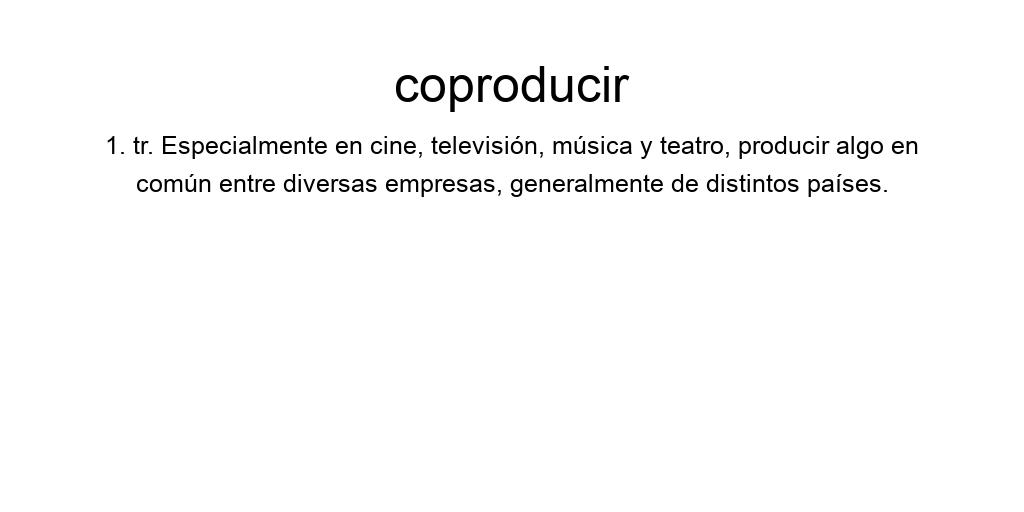 coproducir
1. tr. Especialmente en cine, televisión, música y teatro, producir algo en
común entre diversas empresas, generalmente de distintos países.